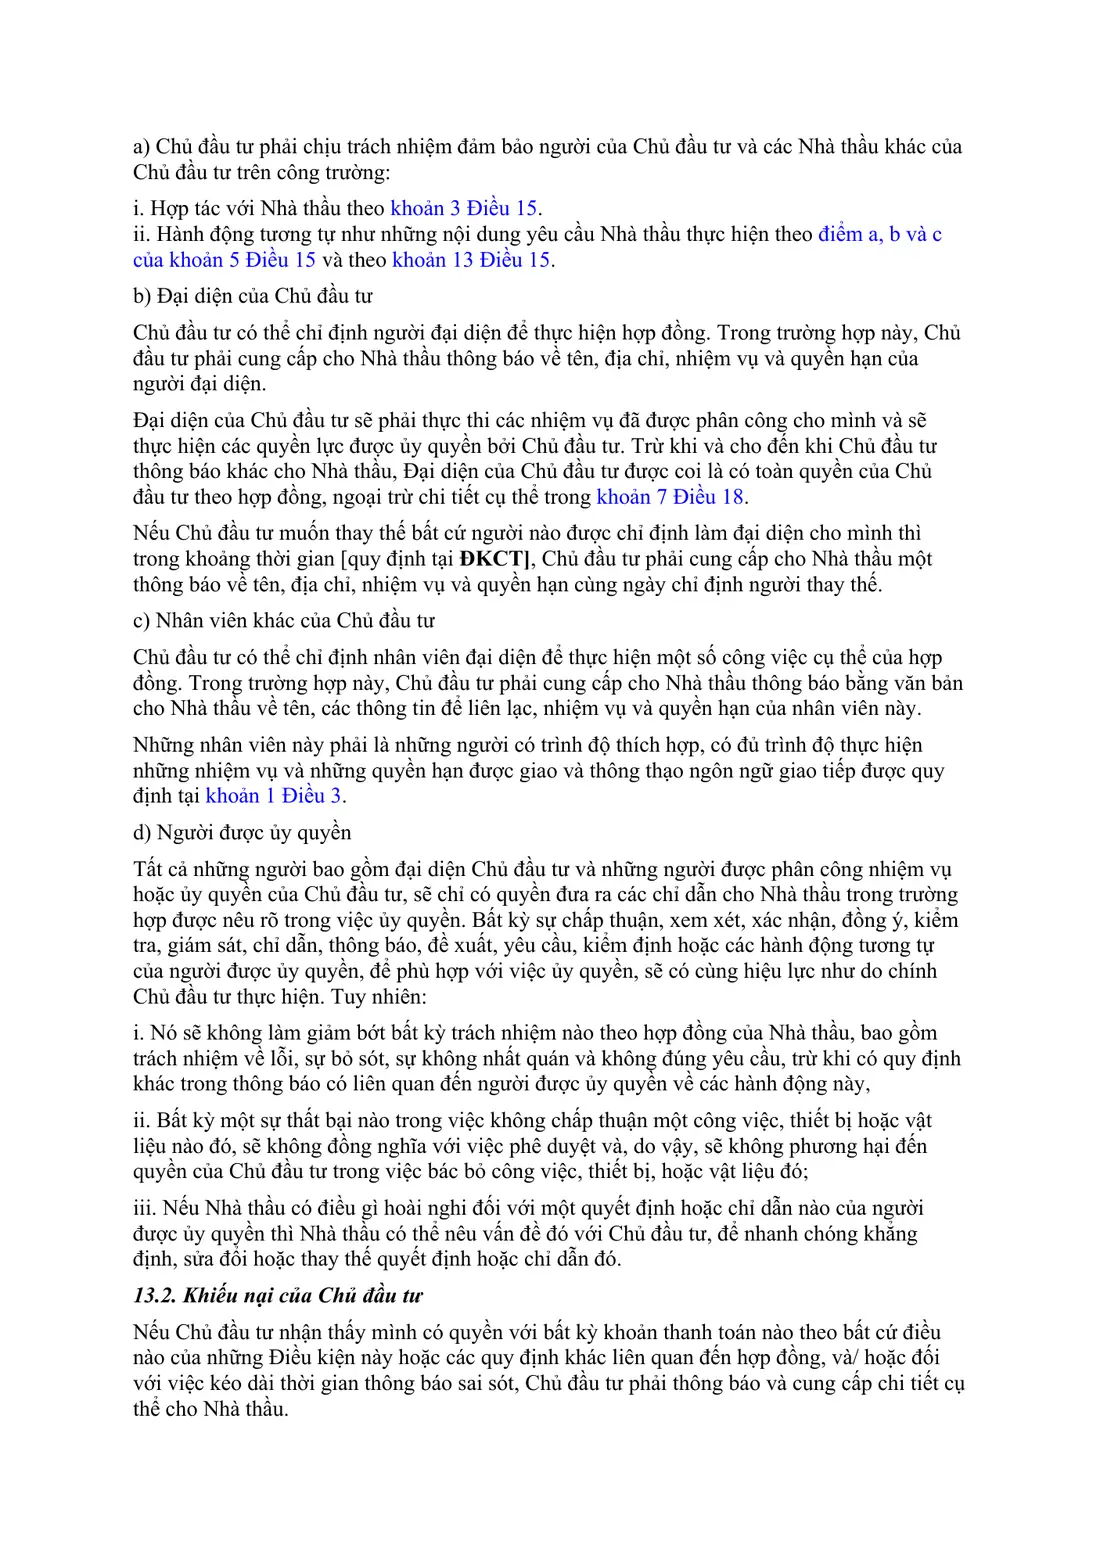 a) Chủ đầu tư phải chịu trách nhiệm đảm bảo người của Chủ đầu tư và các Nhà thầu khác của
Chủ đầu tư trên công trường:
i. Hợp tác với Nhà thầu theo khoản 3 Điều 15.
ii. Hành động tương tự như những nội dung yêu cầu Nhà thầu thực hiện theo điểm a, b và c
của khoản 5 Điều 15 và theo khoản 13 Điều 15.
b) Đại diện của Chủ đầu tư
Chủ đầu tư có thể chỉ định người đại diện để thực hiện hợp đồng. Trong trường hợp này, Chủ
đầu tư phải cung cấp cho Nhà thầu thông báo về tên, địa chỉ, nhiệm vụ và quyền hạn của
người đại diện.
Đại diện của Chủ đầu tư sẽ phải thực thi các nhiệm vụ đã được phân công cho mình và sẽ
thực hiện các quyền lực được ủy quyền bởi Chủ đầu tư. Trừ khi và cho đến khi Chủ đầu tư
thông báo khác cho Nhà thầu, Đại diện của Chủ đầu tư được coi là có toàn quyền của Chủ
đầu tư theo hợp đồng, ngoại trừ chi tiết cụ thể trong khoản 7 Điều 18.
Nếu Chủ đầu tư muốn thay thế bất cứ người nào được chỉ định làm đại diện cho mình thì
trong khoảng thời gian [quy định tại ĐKCT], Chủ đầu tư phải cung cấp cho Nhà thầu một
thông báo về tên, địa chỉ, nhiệm vụ và quyền hạn cùng ngày chỉ định người thay thế.
c) Nhân viên khác của Chủ đầu tư
Chủ đầu tư có thể chỉ định nhân viên đại diện để thực hiện một số công việc cụ thể của hợp
đồng. Trong trường hợp này, Chủ đầu tư phải cung cấp cho Nhà thầu thông báo bằng văn bản
cho Nhà thầu về tên, các thông tin để liên lạc, nhiệm vụ và quyền hạn của nhân viên này.
Những nhân viên này phải là những người có trình độ thích hợp, có đủ trình độ thực hiện
những nhiệm vụ và những quyền hạn được giao và thông thạo ngôn ngữ giao tiếp được quy
định tại khoản 1 Điều 3.
d) Người được ủy quyền
Tất cả những người bao gồm đại diện Chủ đầu tư và những người được phân công nhiệm vụ
hoặc ủy quyền của Chủ đầu tư, sẽ chỉ có quyền đưa ra các chỉ dẫn cho Nhà thầu trong trường
hợp được nêu rõ trong việc ủy quyền. Bất kỳ sự chấp thuận, xem xét, xác nhận, đồng ý, kiểm
tra, giám sát, chỉ dẫn, thông báo, đề xuất, yêu cầu, kiểm định hoặc các hành động tương tự
của người được ủy quyền, để phù hợp với việc ủy quyền, sẽ có cùng hiệu lực như do chính
Chủ đầu tư thực hiện. Tuy nhiên:
i. Nó sẽ không làm giảm bớt bất kỳ trách nhiệm nào theo hợp đồng của Nhà thầu, bao gồm
trách nhiệm về lỗi, sự bỏ sót, sự không nhất quán và không đúng yêu cầu, trừ khi có quy định
khác trong thông báo có liên quan đến người được ủy quyền về các hành động này,
ii. Bất kỳ một sự thất bại nào trong việc không chấp thuận một công việc, thiết bị hoặc vật
liệu nào đó, sẽ không đồng nghĩa với việc phê duyệt và, do vậy, sẽ không phương hại đến
quyền của Chủ đầu tư trong việc bác bỏ công việc, thiết bị, hoặc vật liệu đó;
iii. Nếu Nhà thầu có điều gì hoài nghi đối với một quyết định hoặc chỉ dẫn nào của người
được ủy quyền thì Nhà thầu có thể nêu vấn đề đó với Chủ đầu tư, để nhanh chóng khẳng
định, sửa đổi hoặc thay thế quyết định hoặc chỉ dẫn đó.
13.2. Khiếu nại của Chủ đầu tư
Nếu Chủ đầu tư nhận thấy mình có quyền với bất kỳ khoản thanh toán nào theo bất cứ điều
nào của những Điều kiện này hoặc các quy định khác liên quan đến hợp đồng, và/ hoặc đối
với việc kéo dài thời gian thông báo sai sót, Chủ đầu tư phải thông báo và cung cấp chi tiết cụ
thể cho Nhà thầu.